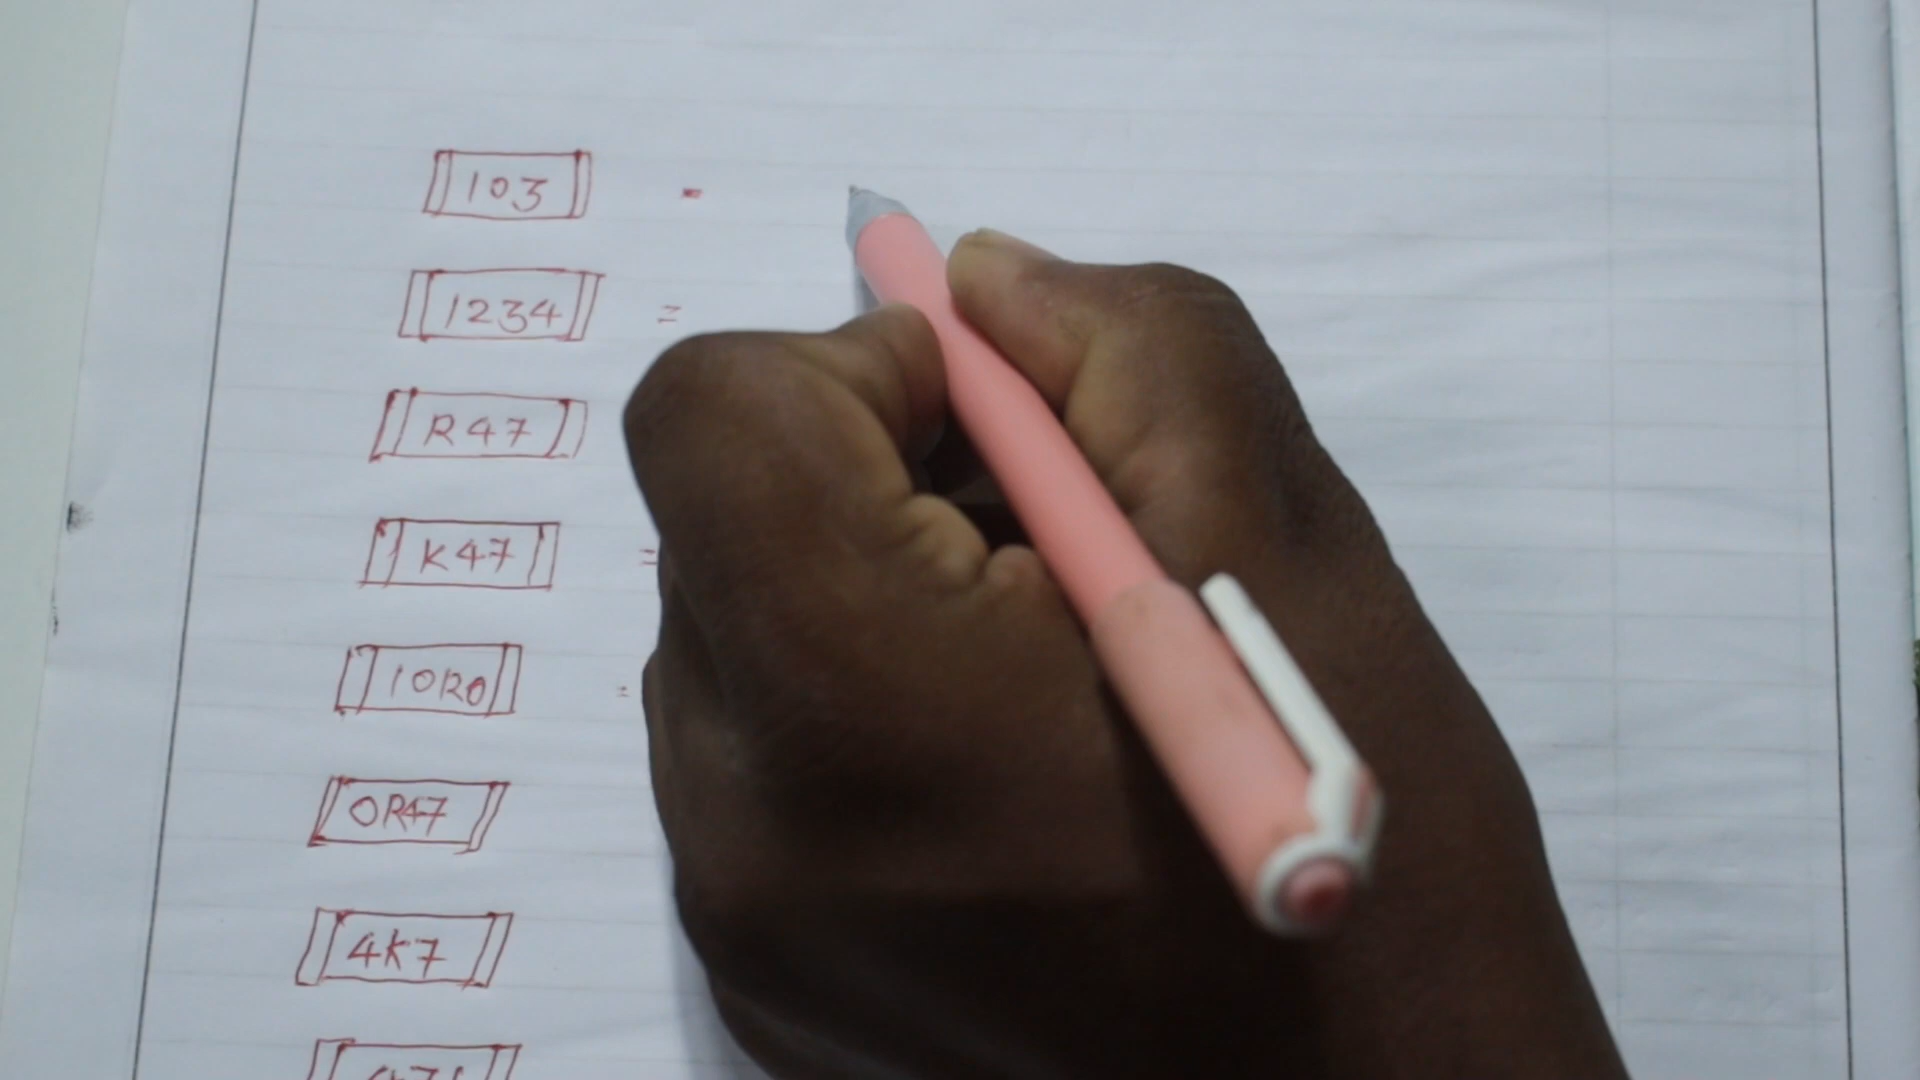 103 =
1234 =
R47
K47 =
10R0 =
0R47
4K7